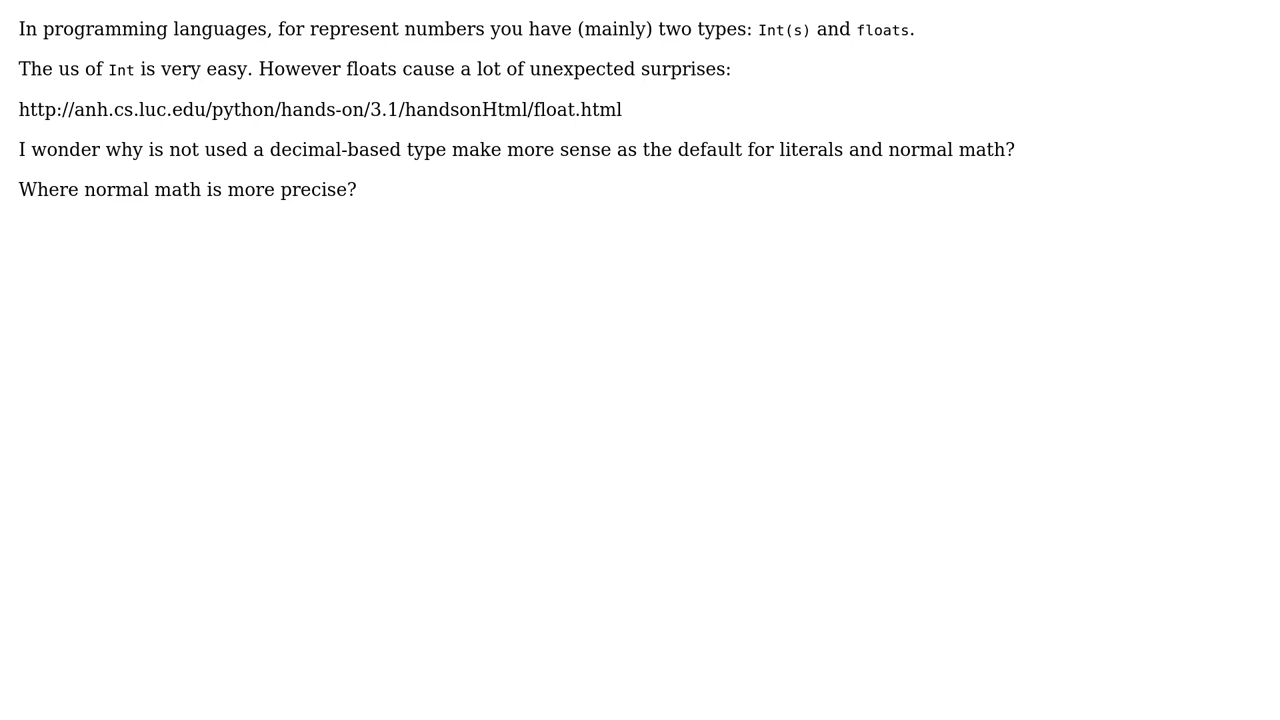 In programming languages, for represent numbers you have (mainly) two types: Int(s) and floats.
The us of Int is very easy. However floats cause a lot of unexpected surprises:
http://anh.cs.luc.edu/python/hands-on/3.1/handsonHtml/float.html
I wonder why is not used a decimal-based type make more sense as the default for literals and normal math?
Where normal math is more precise?